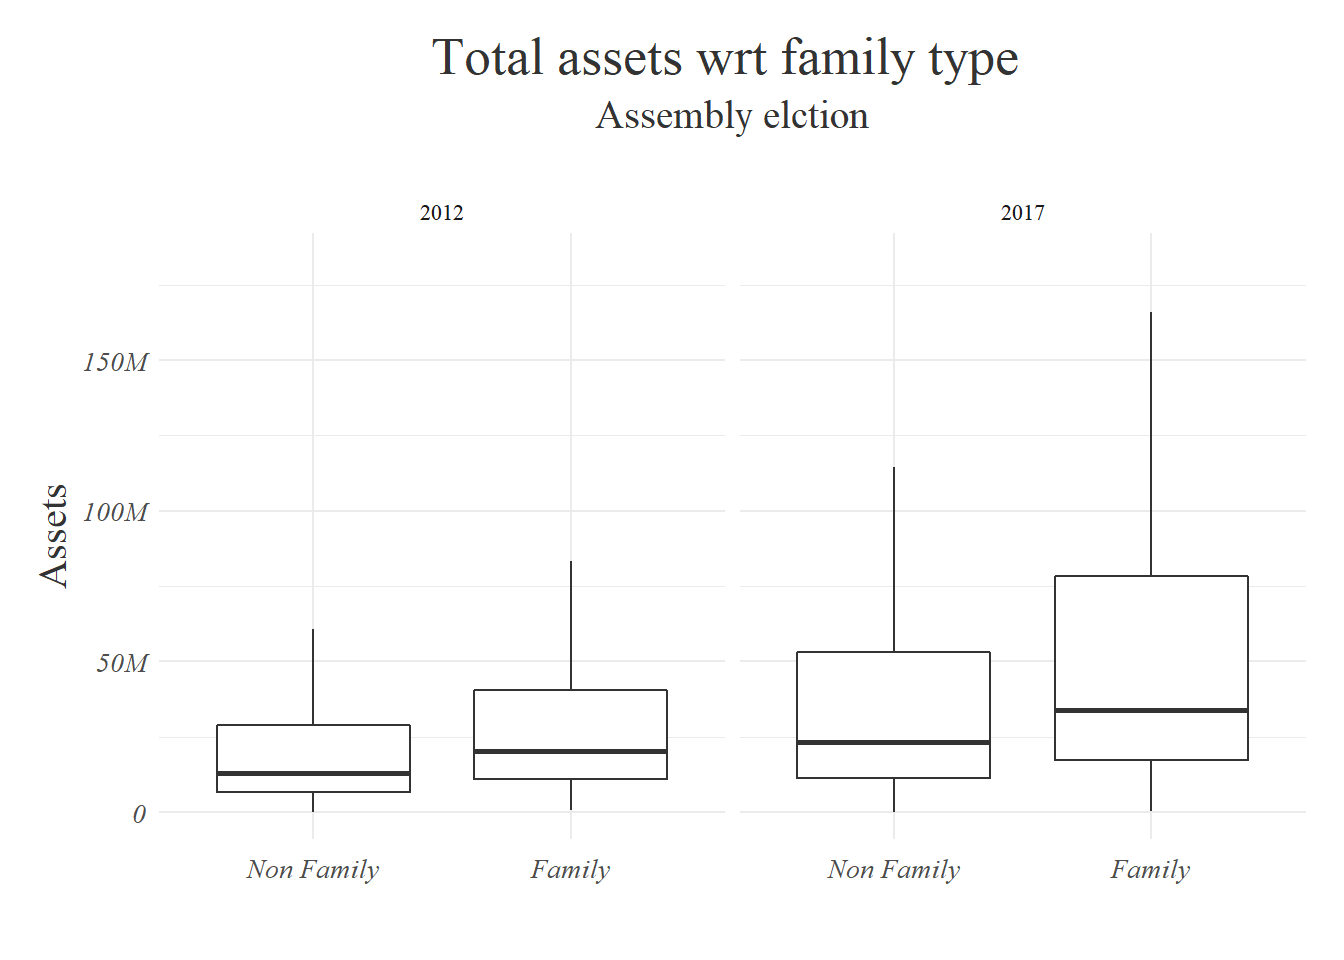 Total assets wrt family type
Assembly elction
2012
2017
150M
100M
50M
0
Assets
Non Family
Family
Non Family
Family